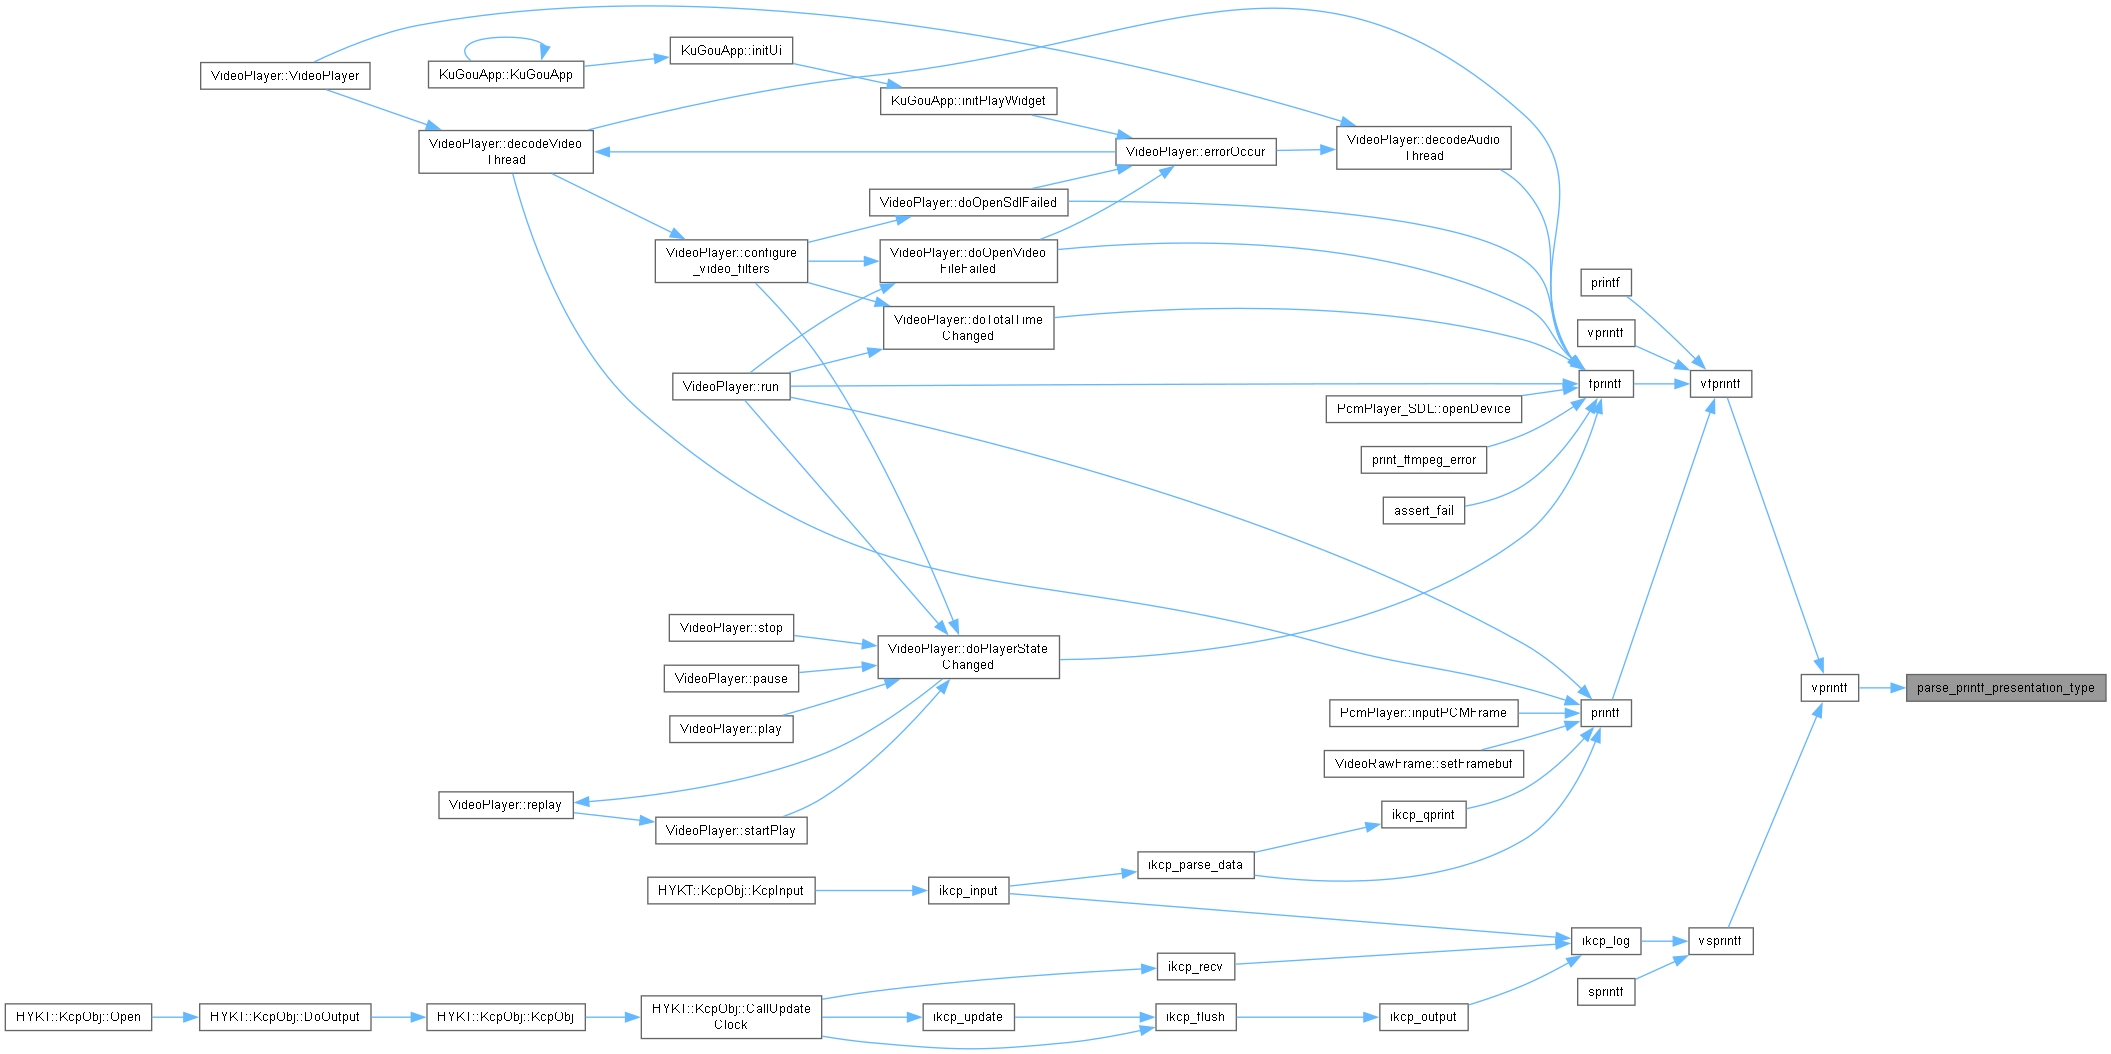 KuGouApp::initUi
VideoPlayer::VideoPlayer
KuGouApp::KuGouApp
KuGouApp::initPlayWidget
VideoPlayer::decodeVideo
Thread
VideoPlayer::errorOccur
VideoPlayer::decodeAudio
Thread
VideoPlayer::doOpenSdlFailed
VideoPlayer::configure
_video_filters
VideoPlayer::doOpenVideo
FileFailed
printf
VideoPlayer::doTotalTime
Changed
vprintf
VideoPlayer::run
fprintf
vfprintf
PcmPlayer_SDL::openDevice
print_ffmpeg_error
assert_fail
VideoPlayer::stop
VideoPlayer::doPlayerState
Changed
VideoPlayer::pause
vprintf
parse_printf_presentation_type
VideoPlayer::play
PcmPlayer::inputPCMFrame
printf
VideoRawFrame::setFramebuf
VideoPlayer::replay
VideoPlayer::startPlay
ikcp_qprint
ikcp_parse_data
HYKT::KcpObj::KcpInput
ikcp_input
ikcp_log
vsprintf
ikcp_recv
sprintf
HYKT::KcpObj::Open
HYKT::KcpObj::DoOutput
HYKT::KcpObj::KcpObj
HYKT::KcpObj::CallUpdate
Clock
ikcp_update
ikcp_flush
ikcp_output